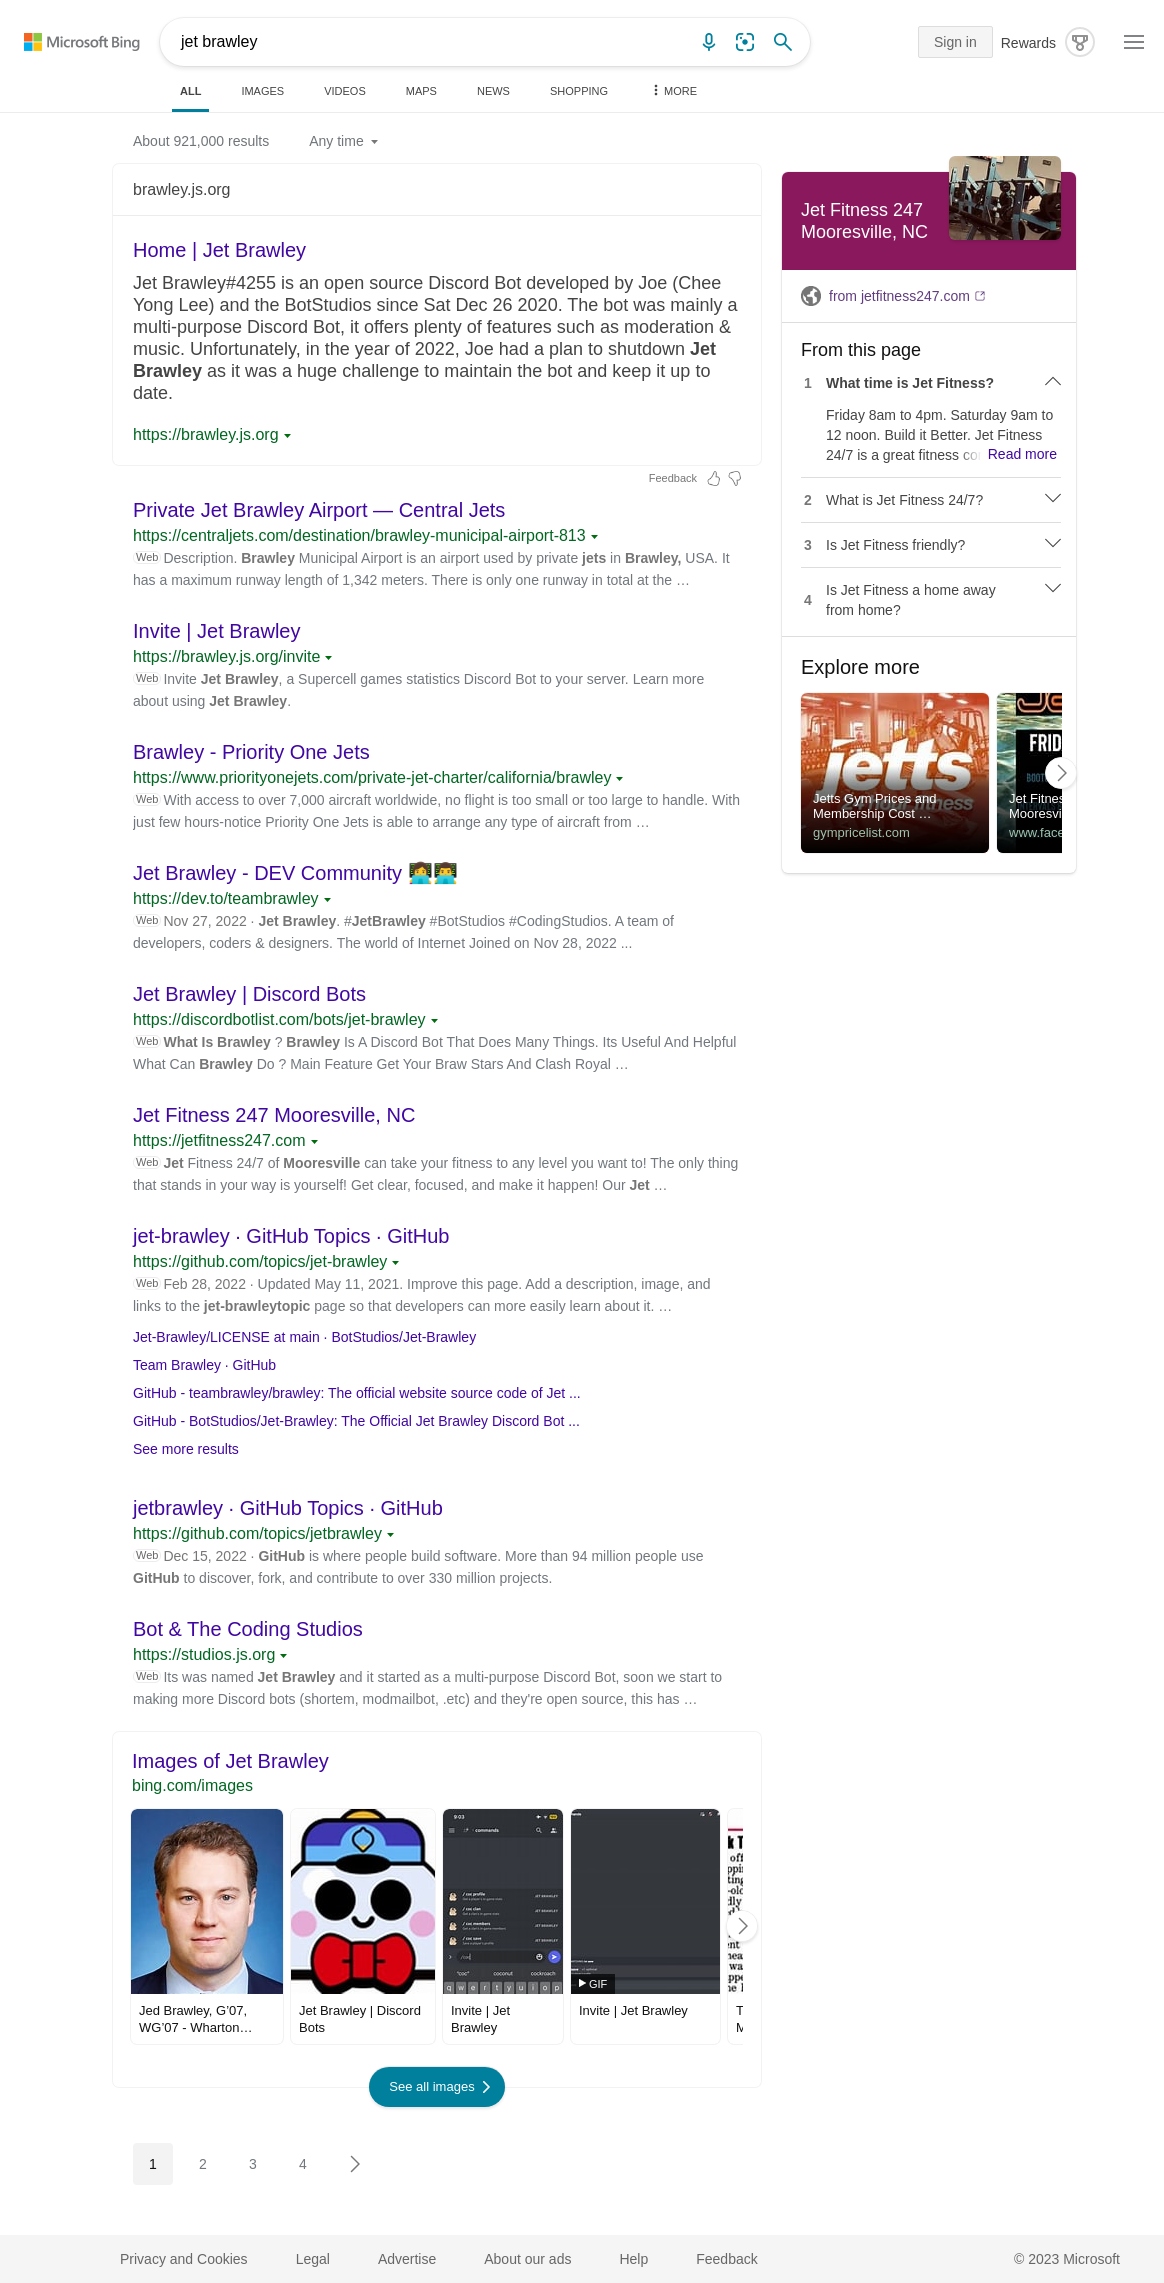 Microsoft Bing
jet brawley
Sign in
Rewards
ALL
IMAGES
VIDEOS
MAPS
NEWS
SHOPPING
MORE
About 921,000 results
Any time
brawley.js.org
Home | Jet Brawley
Jet Brawley#4255 is an open source Discord Bot developed by Joe (Chee
Yong Lee) and the BotStudios since Sat Dec 26 2020. The bot was mainly a
multi-purpose Discord Bot, it offers plenty of features such as moderation &
music. Unfortunately, in the year of 2022, Joe had a plan to shutdown Jet
Brawley as it was a huge challenge to maintain the bot and keep it up to
date.
https://brawley.js.org
Feedback
Private Jet Brawley Airport — Central Jets
https://centraljets.com/destination/brawley-municipal-airport-813
Web Description. Brawley Municipal Airport is an airport used by private jets in Brawley, USA. It
has a maximum runway length of 1,342 meters. There is only one runway in total at the …
Invite | Jet Brawley
https://brawley.js.org/invite
Web Invite Jet Brawley, a Supercell games statistics Discord Bot to your server. Learn more
about using Jet Brawley.
Brawley - Priority One Jets
https://www.priorityonejets.com/private-jet-charter/california/brawley
Web With access to over 7,000 aircraft worldwide, no flight is too small or too large to handle. With
just few hours-notice Priority One Jets is able to arrange any type of aircraft from …
Jet Brawley - DEV Community 👩‍💻👨‍💻
https://dev.to/teambrawley
Web Nov 27, 2022 · Jet Brawley. #JetBrawley #BotStudios #CodingStudios. A team of
developers, coders & designers. The world of Internet Joined on Nov 28, 2022 ...
Jet Brawley | Discord Bots
https://discordbotlist.com/bots/jet-brawley
Web What Is Brawley ? Brawley Is A Discord Bot That Does Many Things. Its Useful And Helpful
What Can Brawley Do ? Main Feature Get Your Braw Stars And Clash Royal …
Jet Fitness 247 Mooresville, NC
https://jetfitness247.com
Web Jet Fitness 24/7 of Mooresville can take your fitness to any level you want to! The only thing
that stands in your way is yourself! Get clear, focused, and make it happen! Our Jet …
jet-brawley · GitHub Topics · GitHub
https://github.com/topics/jet-brawley
Web Feb 28, 2022 · Updated May 11, 2021. Improve this page. Add a description, image, and
links to the jet-brawleytopic page so that developers can more easily learn about it. …
Jet-Brawley/LICENSE at main · BotStudios/Jet-Brawley
Team Brawley · GitHub
GitHub - teambrawley/brawley: The official website source code of Jet ...
GitHub - BotStudios/Jet-Brawley: The Official Jet Brawley Discord Bot ...
See more results
jetbrawley · GitHub Topics · GitHub
https://github.com/topics/jetbrawley
Web Dec 15, 2022 · GitHub is where people build software. More than 94 million people use
GitHub to discover, fork, and contribute to over 330 million projects.
Bot & The Coding Studios
https://studios.js.org
Web Its was named Jet Brawley and it started as a multi-purpose Discord Bot, soon we start to
making more Discord bots (shortem, modmailbot, .etc) and they're open source, this has …
Images of Jet Brawley
bing.com/images
9:03
commands
/ coc profile
/ coc clan
/ coc members
/ coc save
JET BRAWLEY
JET BRAWLEY
JET BRAWLEY
JET BRAWLEY
"coc"
coconut
cockroach
q w e r t y u i o p
GIF
Jed Brawley, G’07,
WG’07 - Wharton…
Jet Brawley | Discord
Bots
Invite | Jet
Brawley
Invite | Jet Brawley
See all images
1
2
3
4
Jet Fitness 247
Mooresville, NC
from jetfitness247.com
From this page
1 What time is Jet Fitness?
Friday 8am to 4pm. Saturday 9am to
12 noon. Build it Better. Jet Fitness
24/7 is a great fitness co Read more
2 What is Jet Fitness 24/7?
3 Is Jet Fitness friendly?
4 Is Jet Fitness a home away
from home?
Explore more
jetts
24 hour fitness
Jetts Gym Prices and
Membership Cost …
gympricelist.com
FRID
BOOT
Jet Fitnes
Mooresvi
www.face
Privacy and Cookies
Legal
Advertise
About our ads
Help
Feedback
© 2023 Microsoft